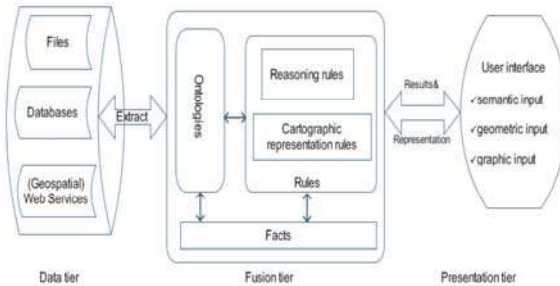 Files
Databases
(Geospatial)
Web Services
Extract
Ontologies
Reasoning rules
Cartographic
representation rules
Rules
Facts
Results&
Representation
User interface
✓semantic input
✓geometric input
✓graphic input
Data tier
Fusion tier
Presentation tier